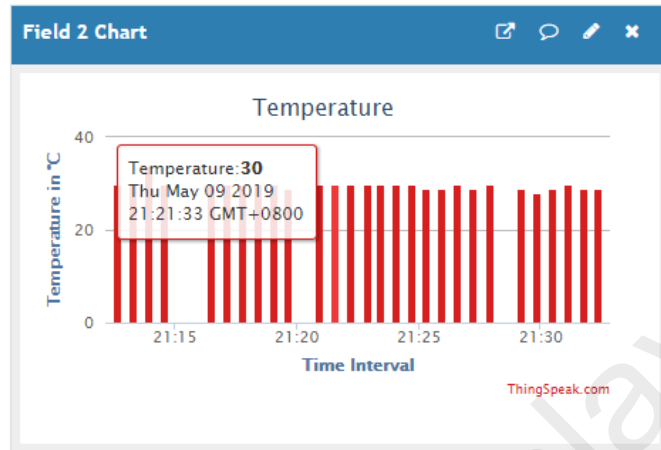 Field 2 Chart
Temperature
Temperature in °C
40
20
0
Temperature:30
Thu May 09 2019
21:21:33 GMT+0800
21:15
21:20
21:25
21:30
Time Interval
ThingSpeak.com